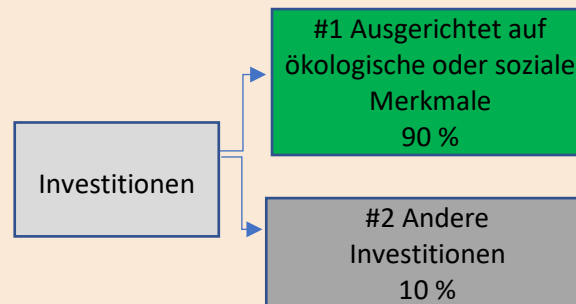 #1 Ausgerichtet auf
ökologische oder soziale
Merkmale
90 %
Investitionen
#2 Andere
Investitionen
10 %